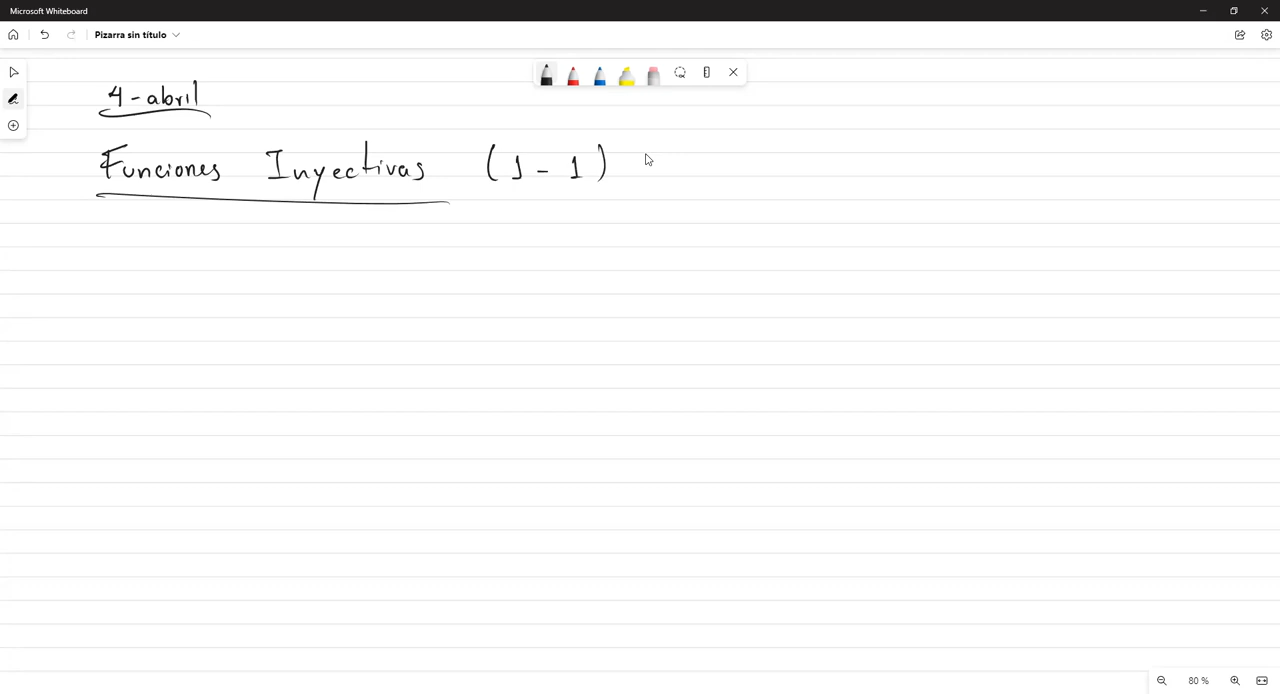 Microsoft Whiteboard
Pizarra sin título
4-abril
Funciones Inyectivas (1-1)
80 %